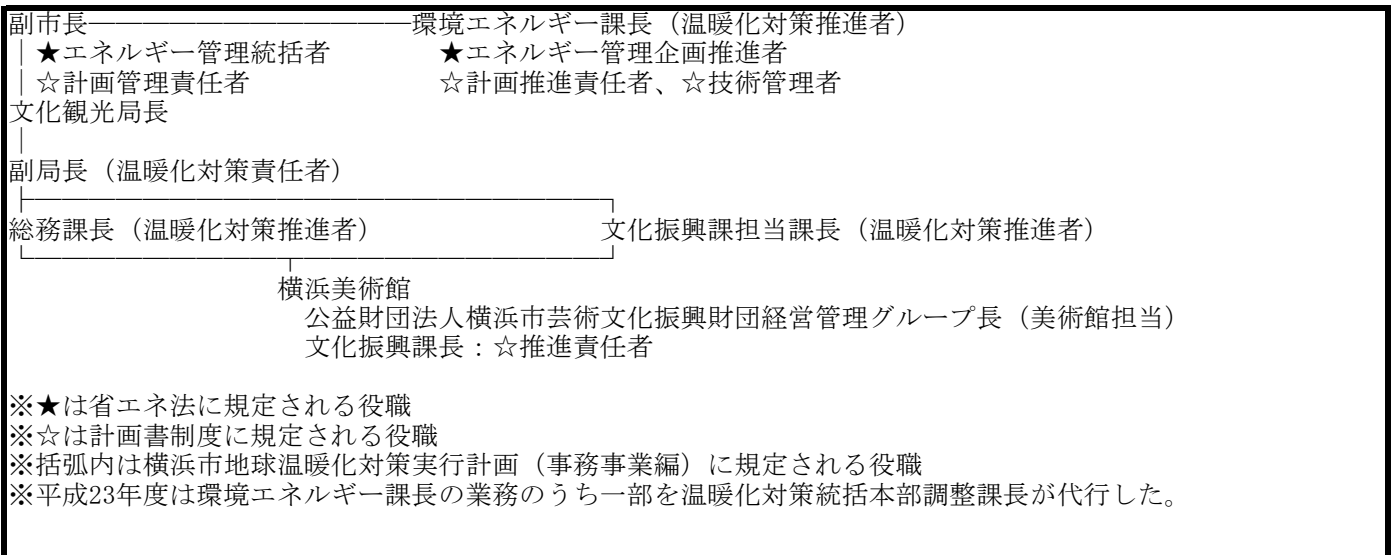 副市長――――――――――――環境エネルギー課長（温暖化対策推進者）
｜★エネルギー管理統括者　　　　★エネルギー管理企画推進者
｜☆計画管理責任者　　　　　　　☆計画推進責任者、☆技術管理者
文化観光局長
｜
副局長（温暖化対策責任者）
├―――――――――――――――――――――┐
総務課長（温暖化対策推進者）　　　　　　　　　文化振興課担当課長（温暖化対策推進者）
└――――――――――┬―――――――――――┘
横浜美術館
公益財団法人横浜市芸術文化振興財団経営管理グループ長（美術館担当）
文化振興課長：☆推進責任者
※★は省エネ法に規定される役職
※☆は計画書制度に規定される役職
※括弧内は横浜市地球温暖化対策実行計画（事務事業編）に規定される役職
※平成23年度は環境エネルギー課長の業務のうち一部を温暖化対策統括本部調整課長が代行した。